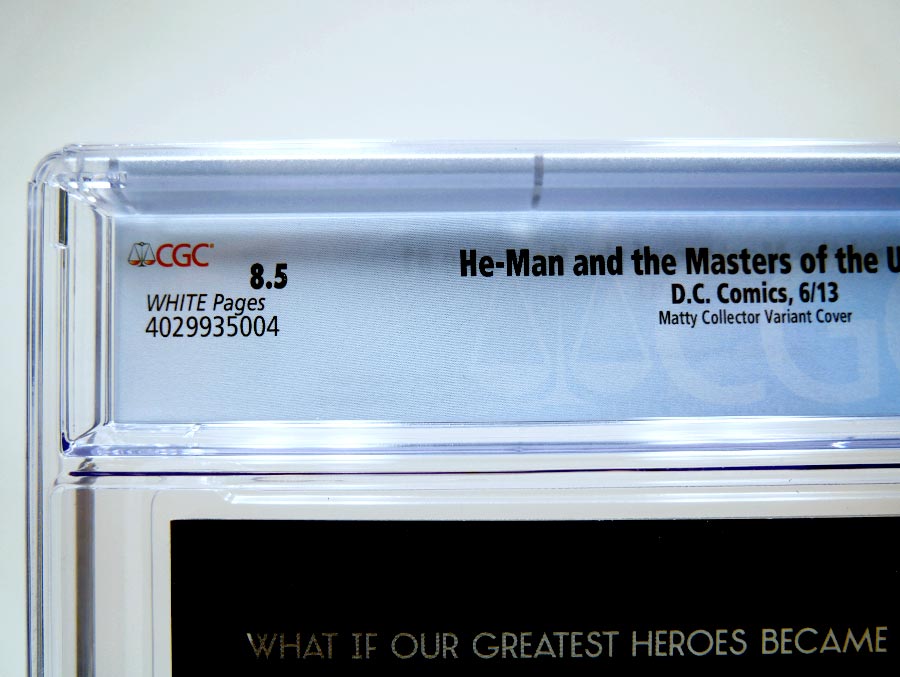 CGC
8.5
WHITE Pages
4029935004
He-Man and the Masters of the U
D.C. Comics, 6/13
Matty Collector Variant Cover
CGC
WHAT IF OUR GREATEST HEROES BECAME